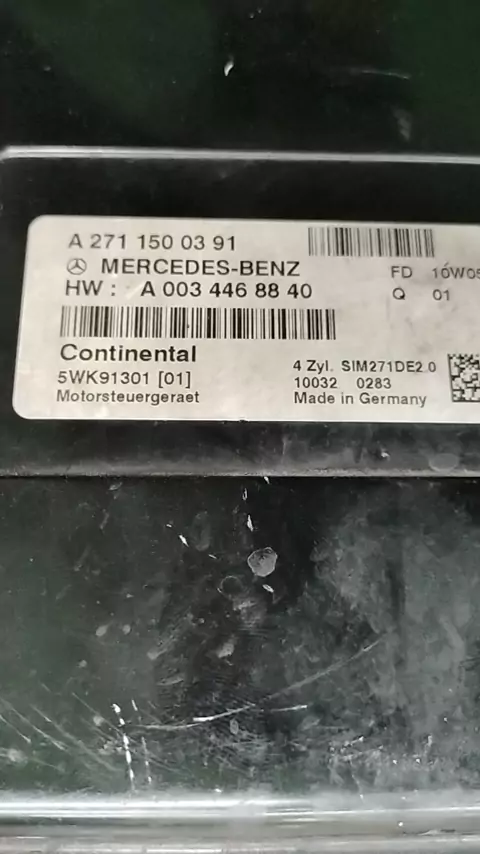 A 271 150 03 91
MERCEDES-BENZ
HW : A 003 446 88 40
FD 10W05
Q 01
Continental
5WK91301 [01]
Motorsteuergeraet
4 Zyl. SIM271DE2.0
10032 0283
Made in Germany